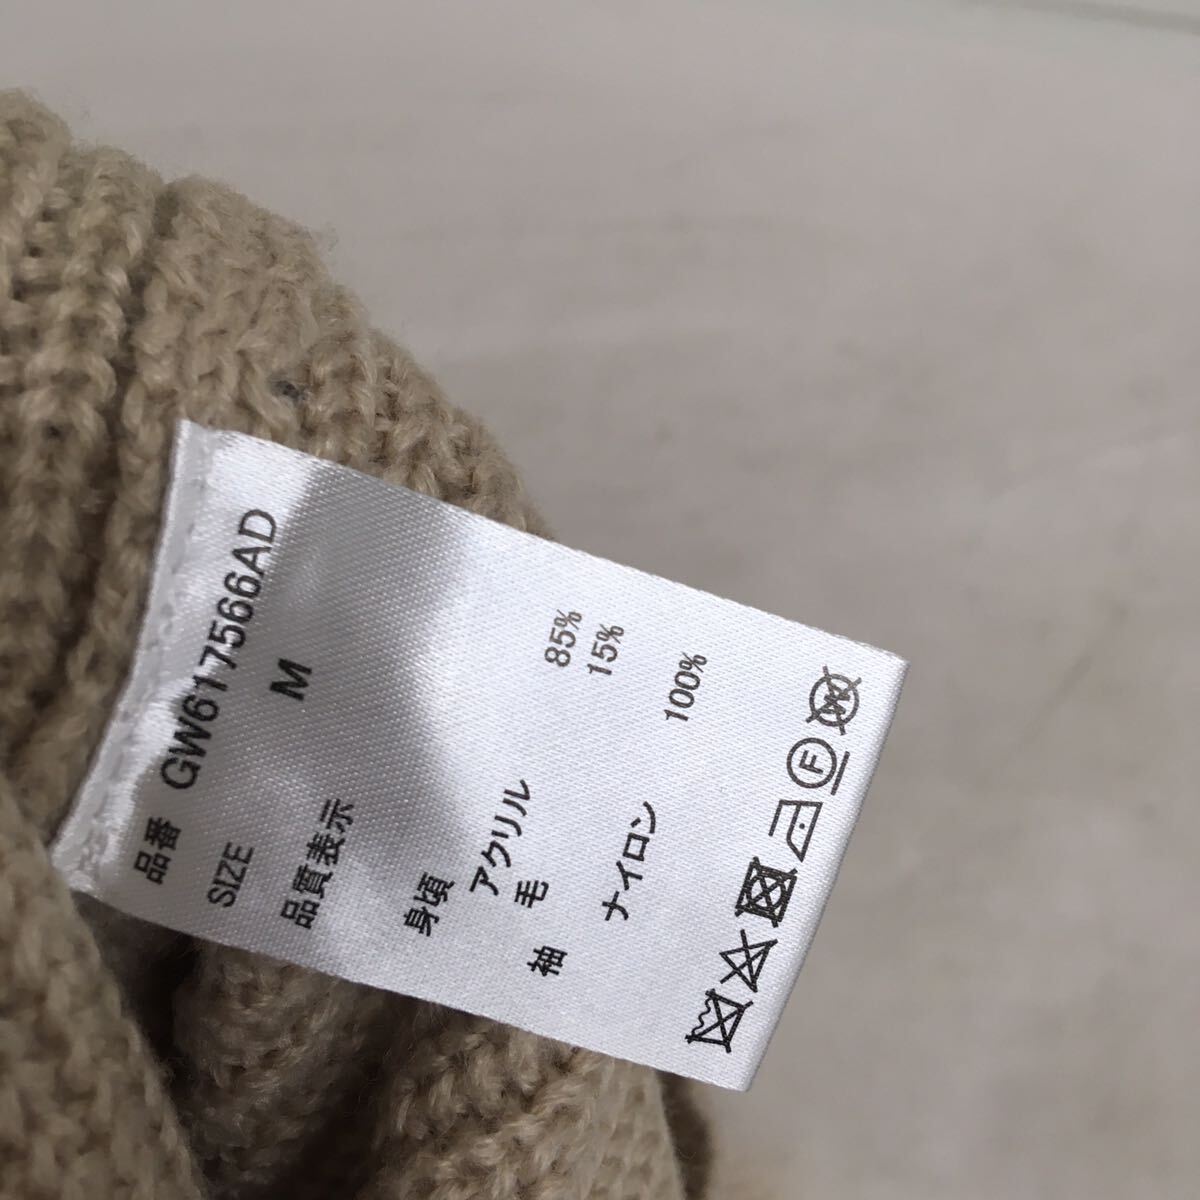 品番 GW617566AD
SIZE M
品質表示
身頃
アクリル 85%
毛 15%
袖
ナイロン 100%
F
W